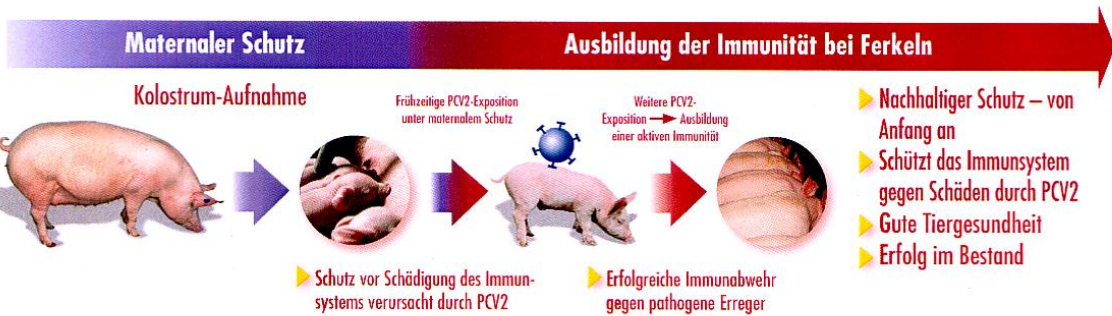 Maternaler Schutz
Ausbildung der Immunität bei Ferkeln
Kolostrum-Aufnahme
Frühzeitige PCV2-Exposition
unter maternalem Schutz
Weitere PCV2-
Exposition → Ausbildung
einer aktiven Immunität
Schutz vor Schädigung des Immun-
systems verursacht durch PCV2
Erfolgreiche Immunabwehr
gegen pathogene Erreger
Nachhaltiger Schutz – von
Anfang an
Schützt das Immunsystem
gegen Schäden durch PCV2
Gute Tiergesundheit
Erfolg im Bestand